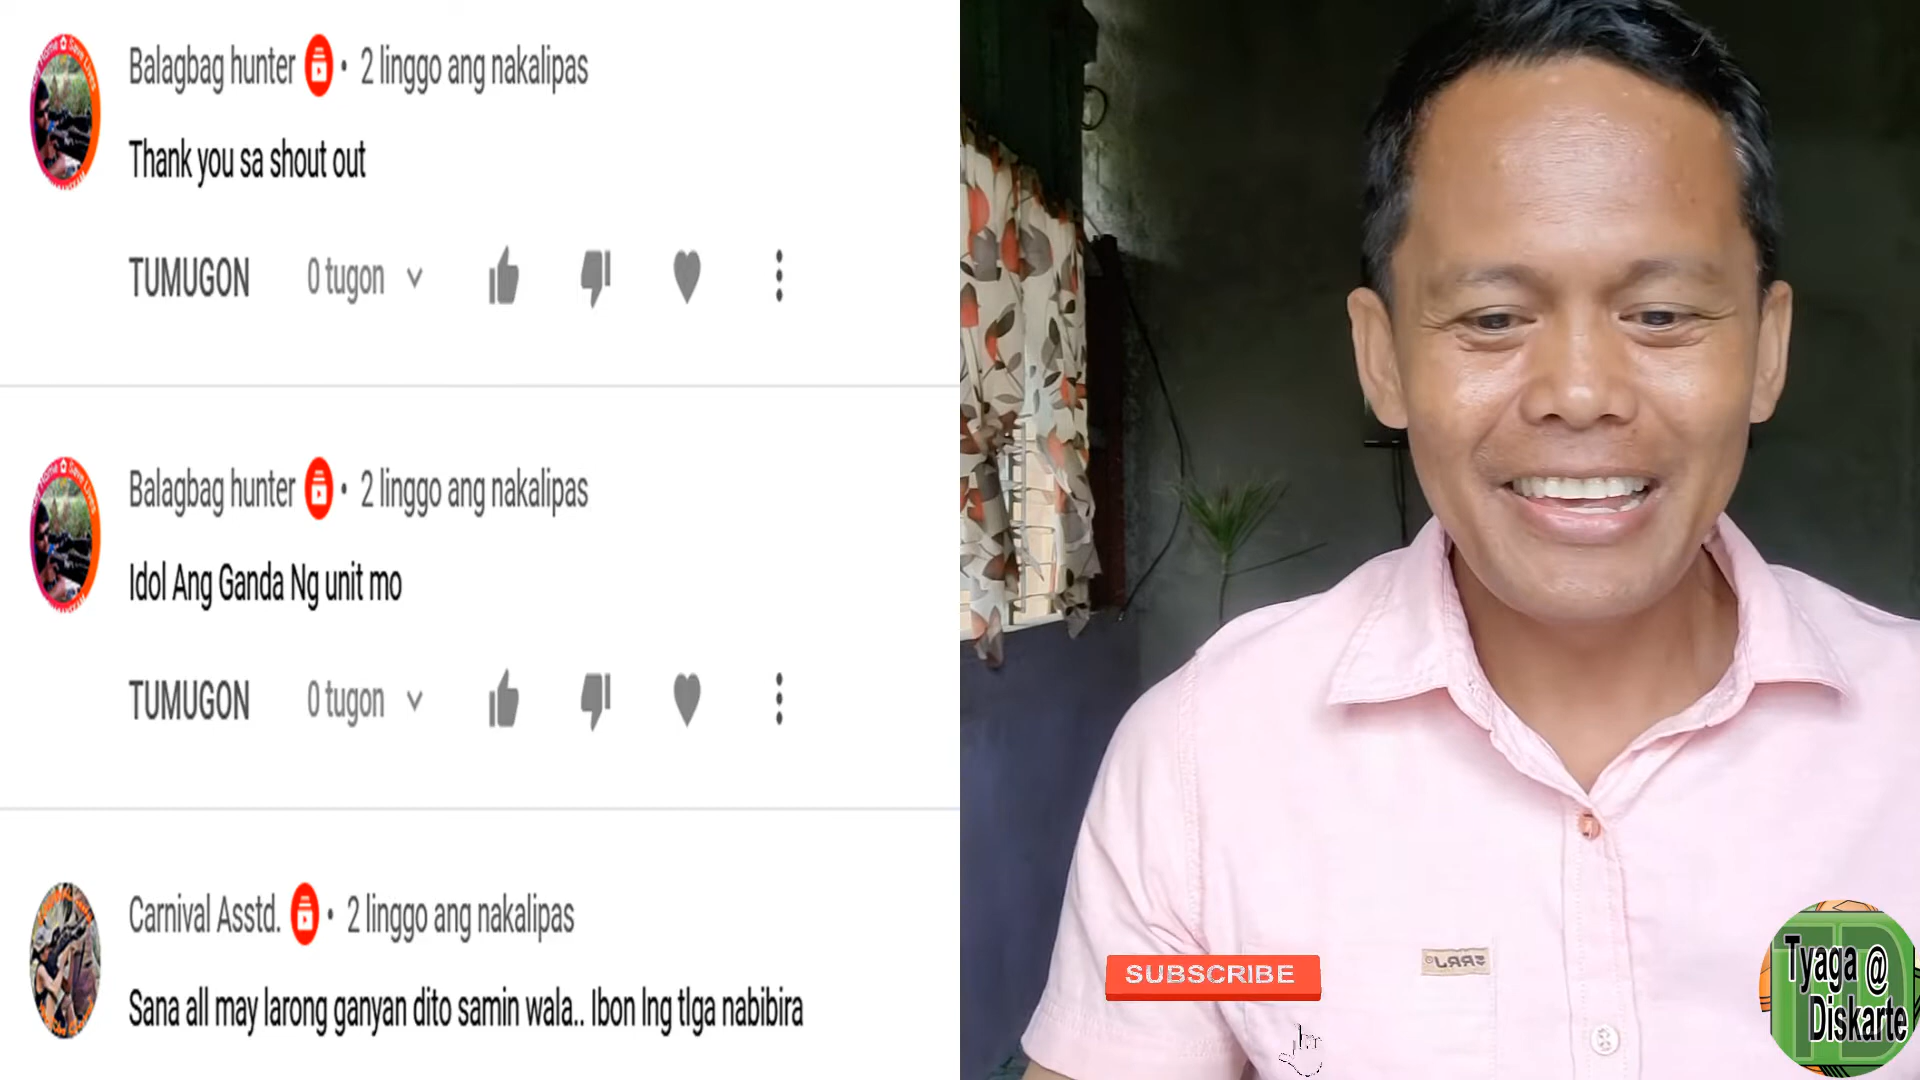 Balagbag hunter • 2 linggo ang nakalipas
Thank you sa shout out
TUMUGON 0 tugon
Balagbag hunter • 2 linggo ang nakalipas
Idol Ang Ganda Ng unit mo
TUMUGON 0 tugon
Carnival Asstd. • 2 linggo ang nakalipas
Sana all may larong ganyan dito samin wala.. Ibon lng tlga nabibira
SUBSCRIBE
Tyaga @
Diskarte